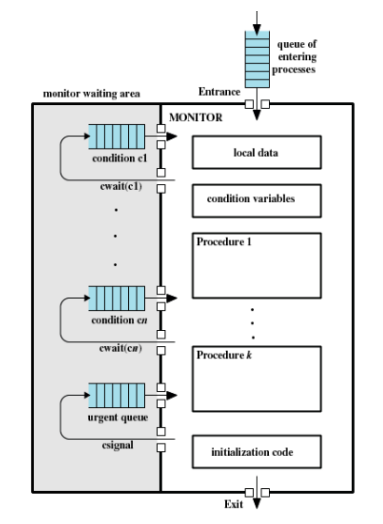 queue of
entering
processes
monitor waiting area
Entrance
MONITOR
local data
condition c1
cwait(c1)
condition variables
Procedure 1
condition cn
cwait(cn)
Procedure k
urgent queue
csignal
initialization code
Exit